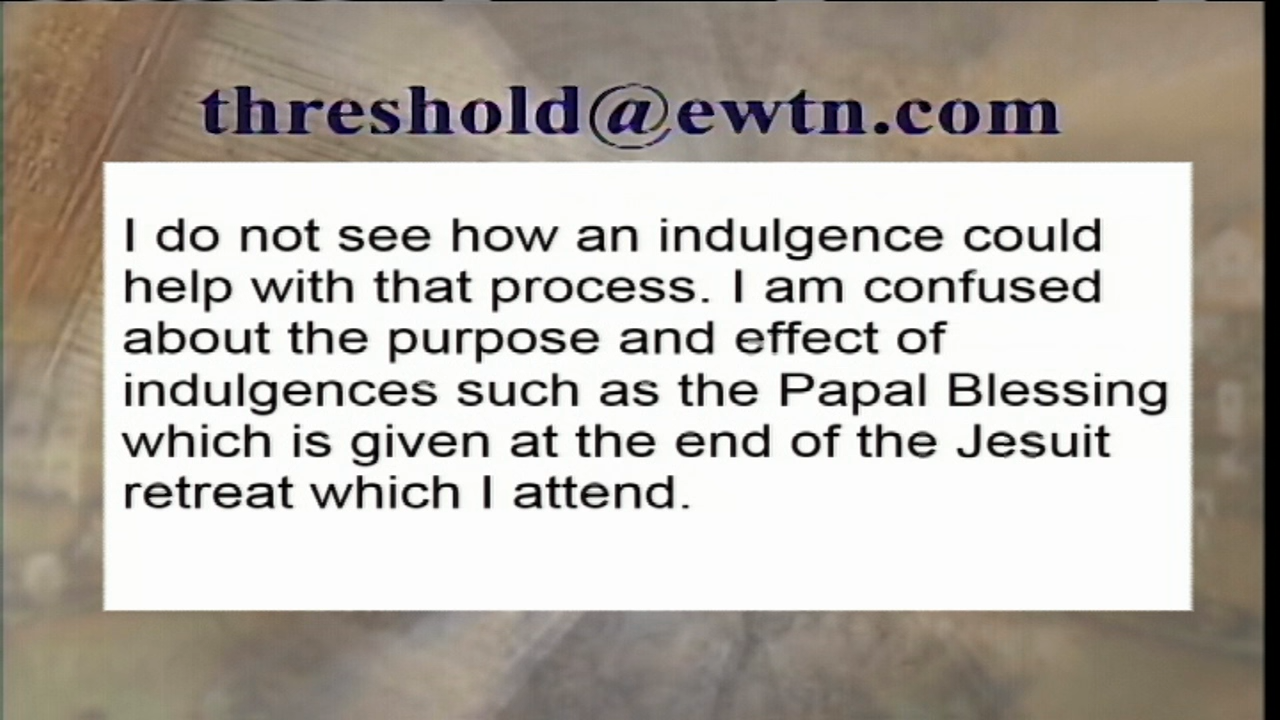 threshold@ewtn.com
I do not see how an indulgence could
help with that process. I am confused
about the purpose and effect of
indulgences such as the Papal Blessing
which is given at the end of the Jesuit
retreat which I attend.